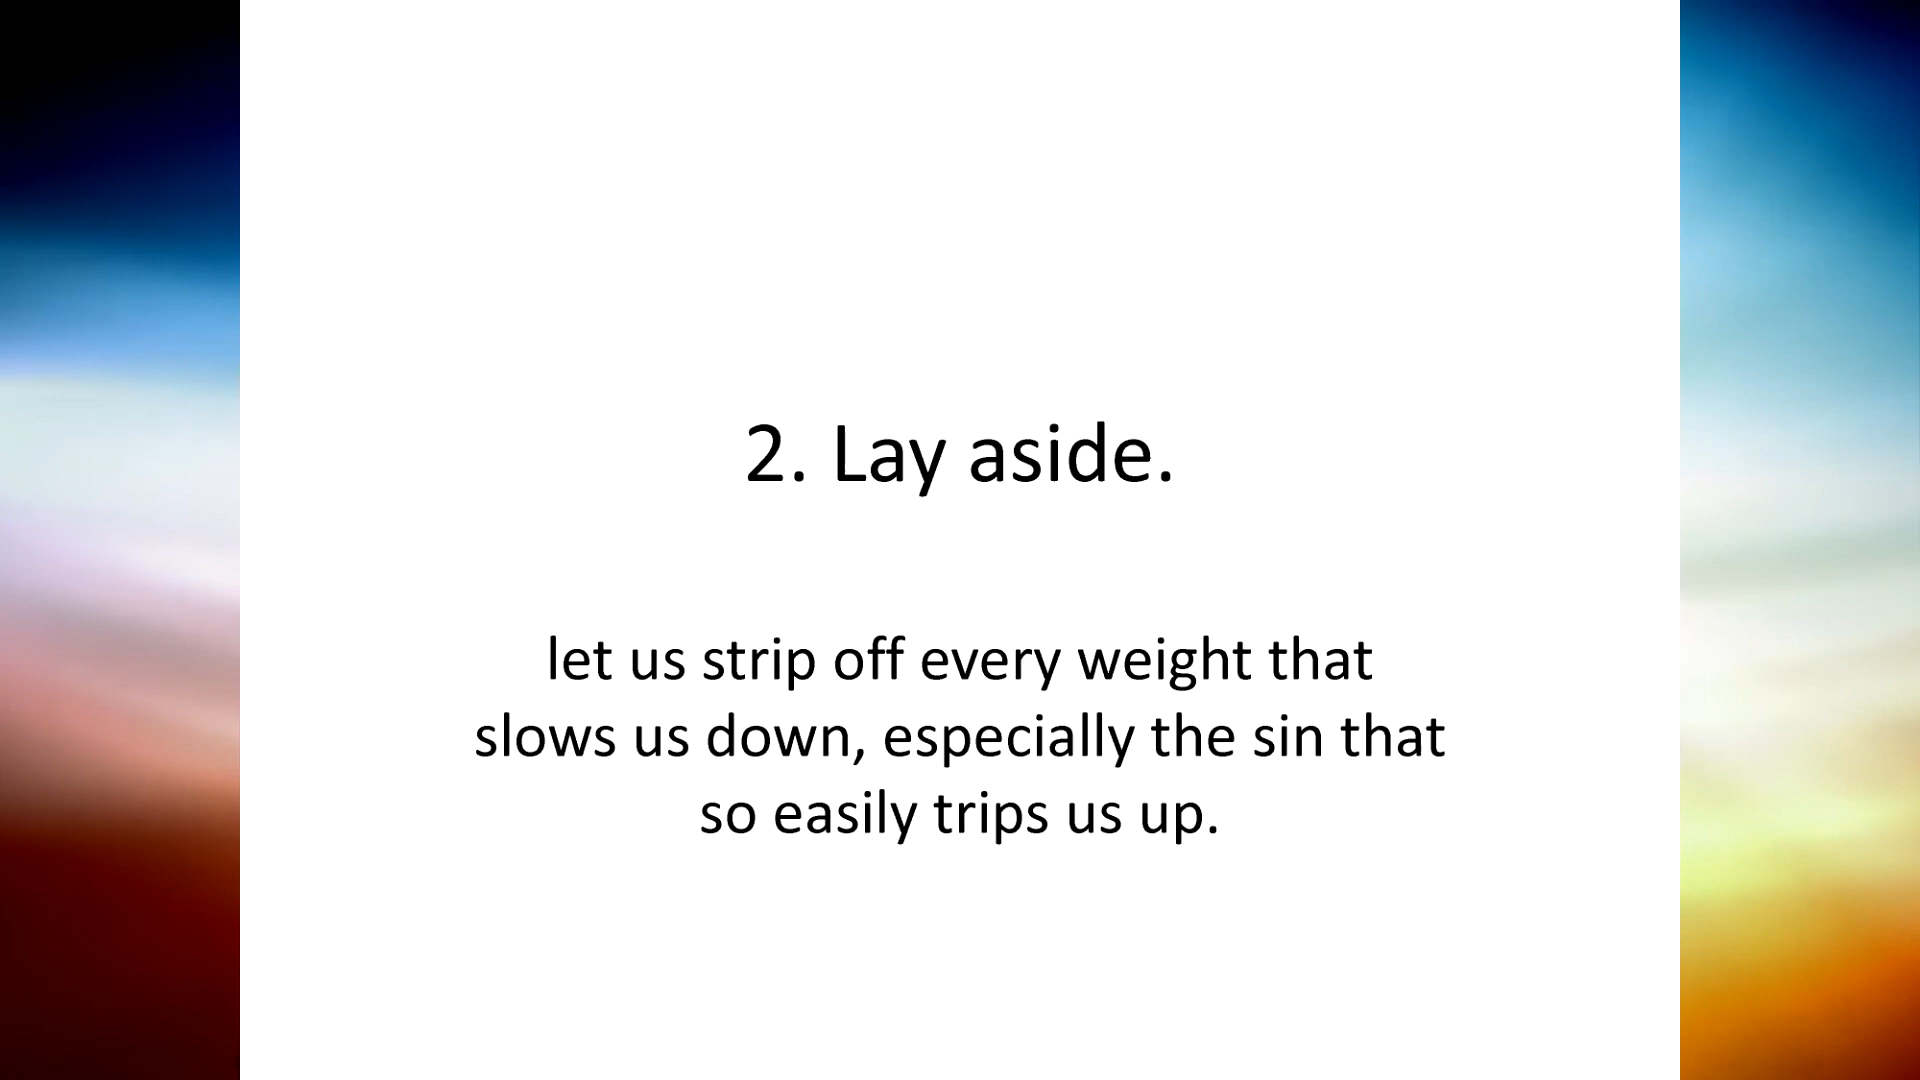 2. Lay aside.
let us strip off every weight that
slows us down, especially the sin that
so easily trips us up.